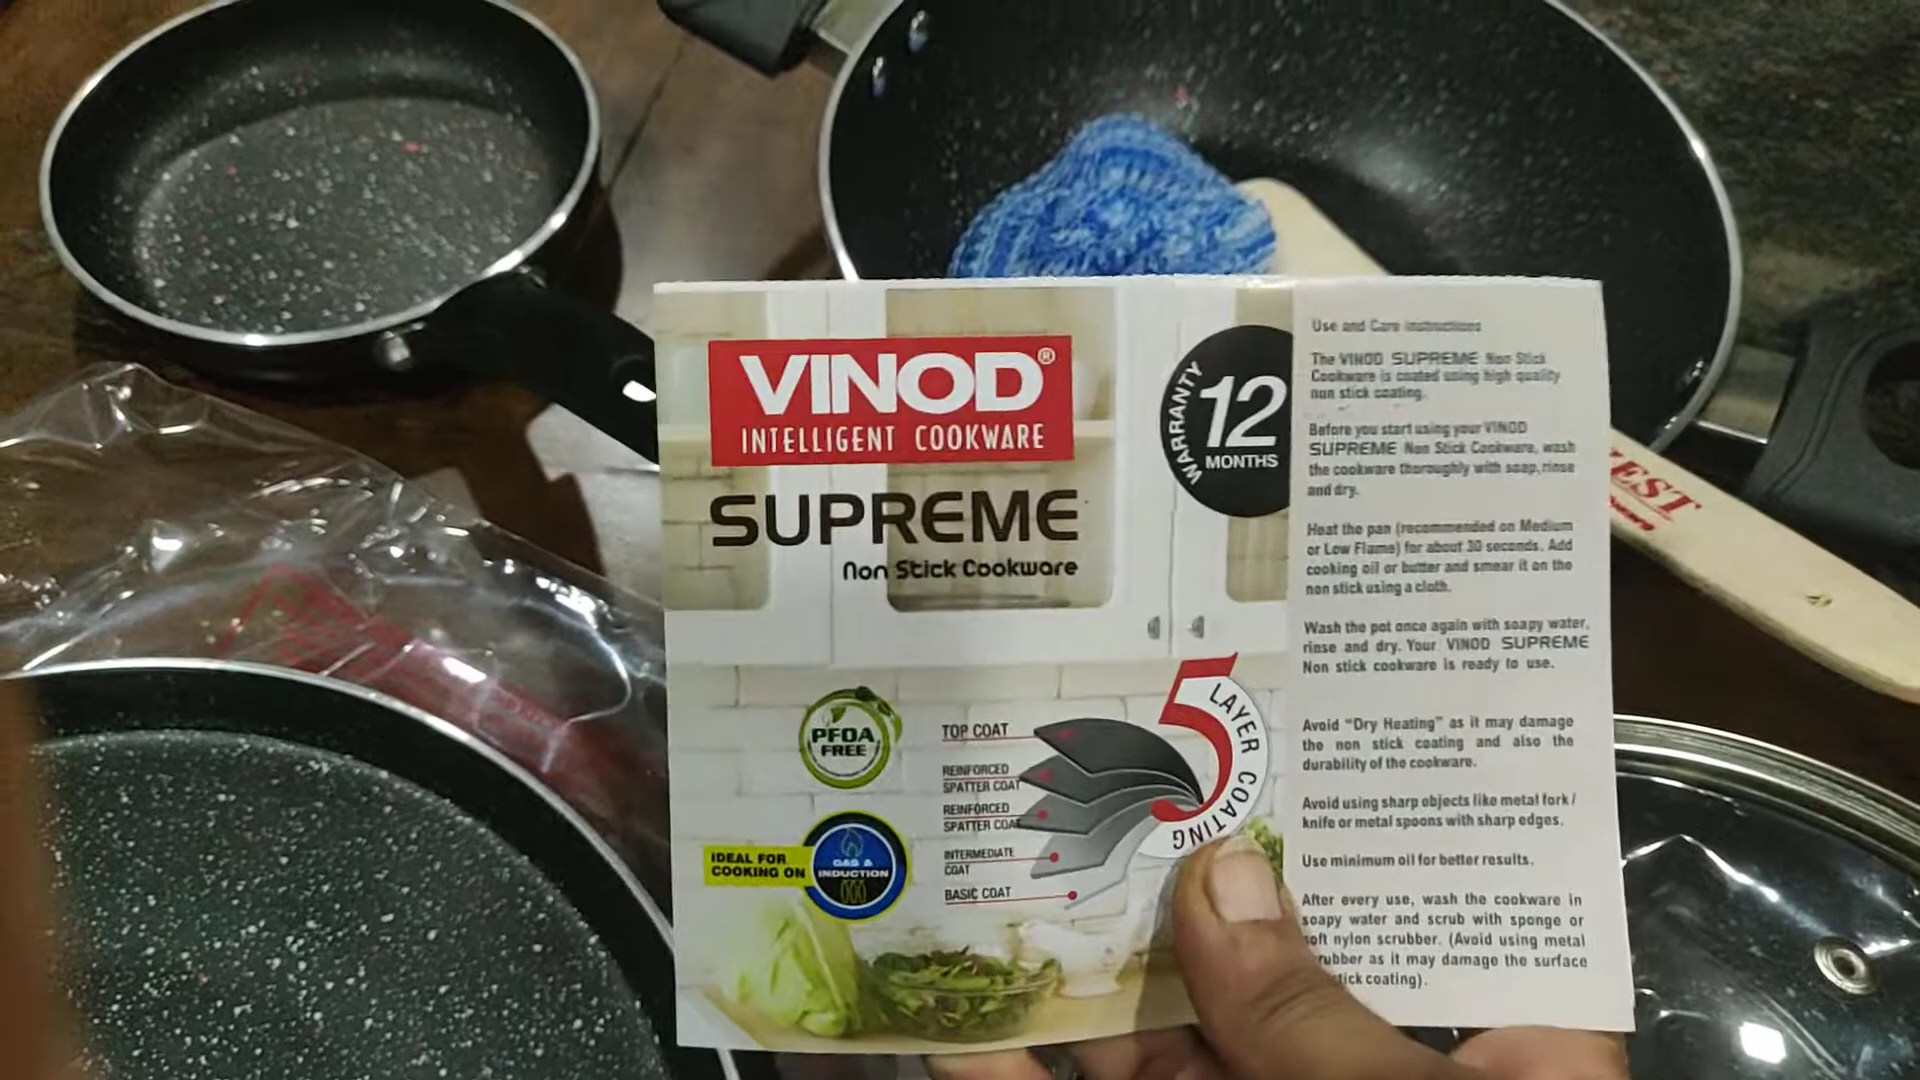 VINOD®
INTELLIGENT COOKWARE
SUPREME
Non Stick Cookware
WARRANTY
12
MONTHS
PFOA
FREE
IDEAL FOR
COOKING ON
GAS &
INDUCTION
TOP COAT
REINFORCED
SPATTER COAT
REINFORCED
SPATTER COAT
INTERMEDIATE
COAT
BASIC COAT
5
LAYER COATING
Use and Care Instructions
The VINOD SUPREME Non Stick
Cookware is coated using high quality
non stick coating.
Before you start using your VINOD
SUPREME Non Stick Cookware, wash
the cookware thoroughly with soap, rinse
and dry.
Heat the pan (recommended on Medium
or Low Flame) for about 30 seconds. Add
cooking oil or butter and smear it on the
non stick using a cloth.
Wash the pot once again with soapy water,
rinse and dry. Your VINOD SUPREME
Non stick cookware is ready to use.
Avoid "Dry Heating" as it may damage
the non stick coating and also the
durability of the cookware.
Avoid using sharp objects like metal fork /
knife or metal spoons with sharp edges.
Use minimum oil for better results.
After every use, wash the cookware in
soapy water and scrub with sponge or
oft nylon scrubber. (Avoid using metal
rubber as it may damage the surface
tick coating).
EST